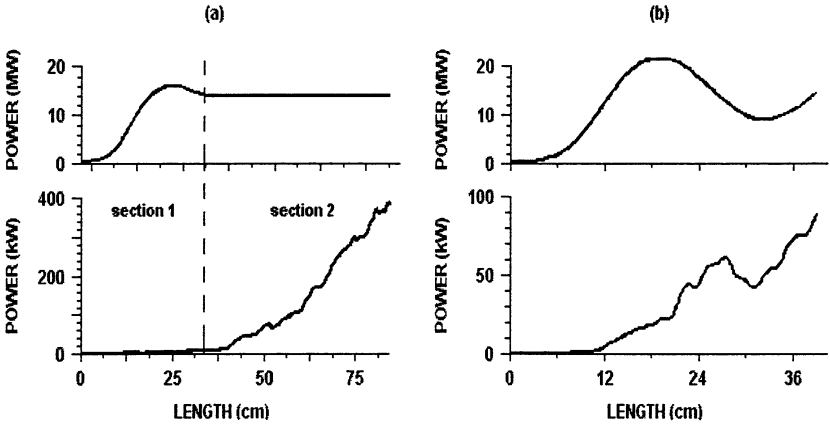 (a)
(b)
POWER (MW)
20
10
0
POWER (MW)
20
10
0
POWER (kW)
400
200
0
section 1
section 2
POWER (kW)
100
50
0
0 25 50 75
LENGTH (cm)
0 12 24 36
LENGTH (cm)